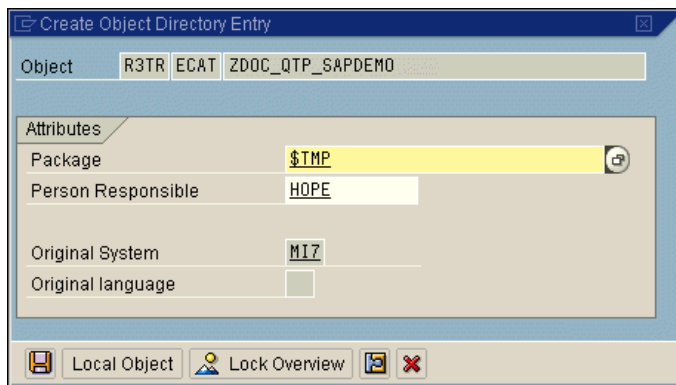 Create Object Directory Entry
Object R3TR ECAT ZDOC_QTP_SAPDEMO
Attributes
Package $TMP
Person Responsible HOPE
Original System MI7
Original language
Local Object Lock Overview